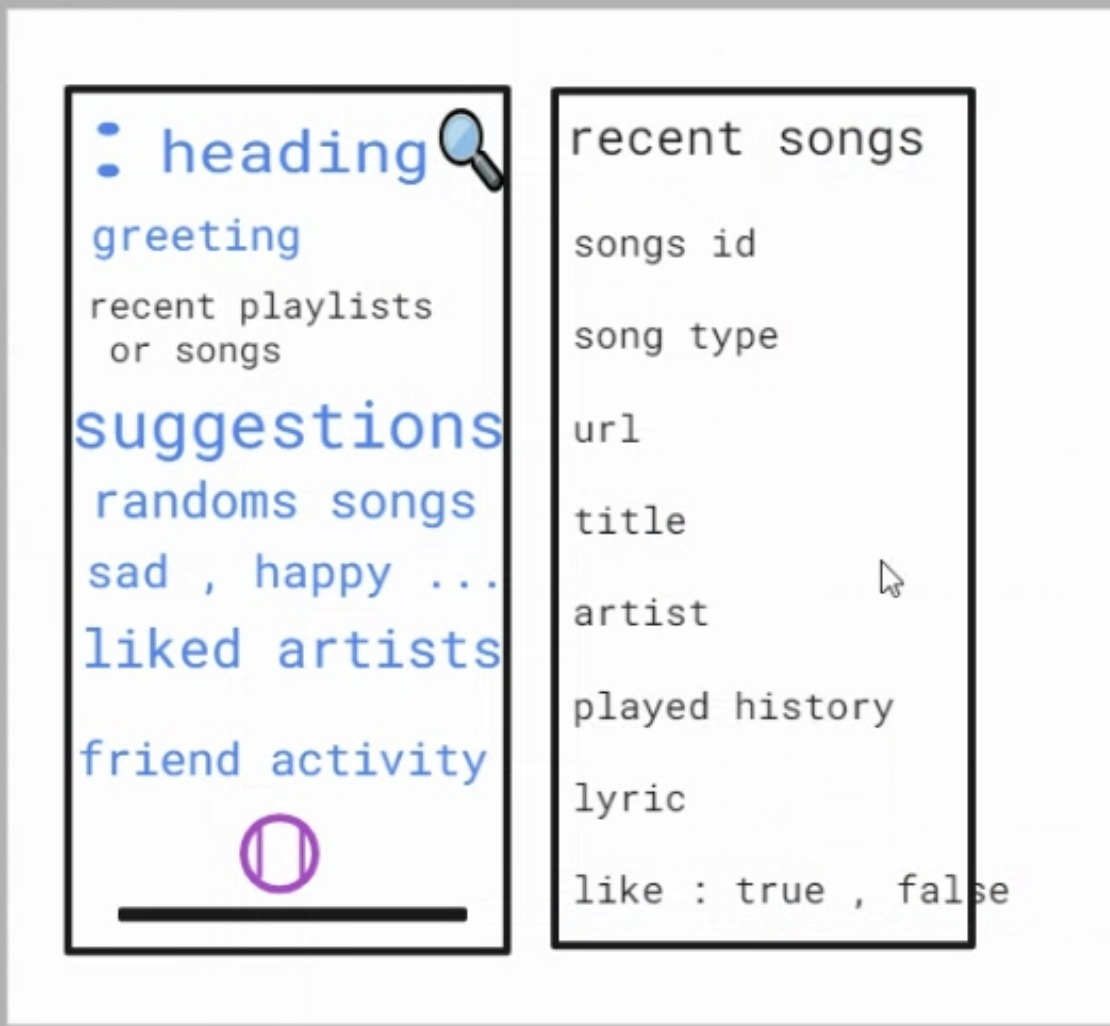 : heading
greeting
recent playlists
or songs
suggestions
randoms songs
sad , happy ...
liked artists
friend activity
recent songs
songs id
song type
url
title
artist
played history
lyric
like : true , false